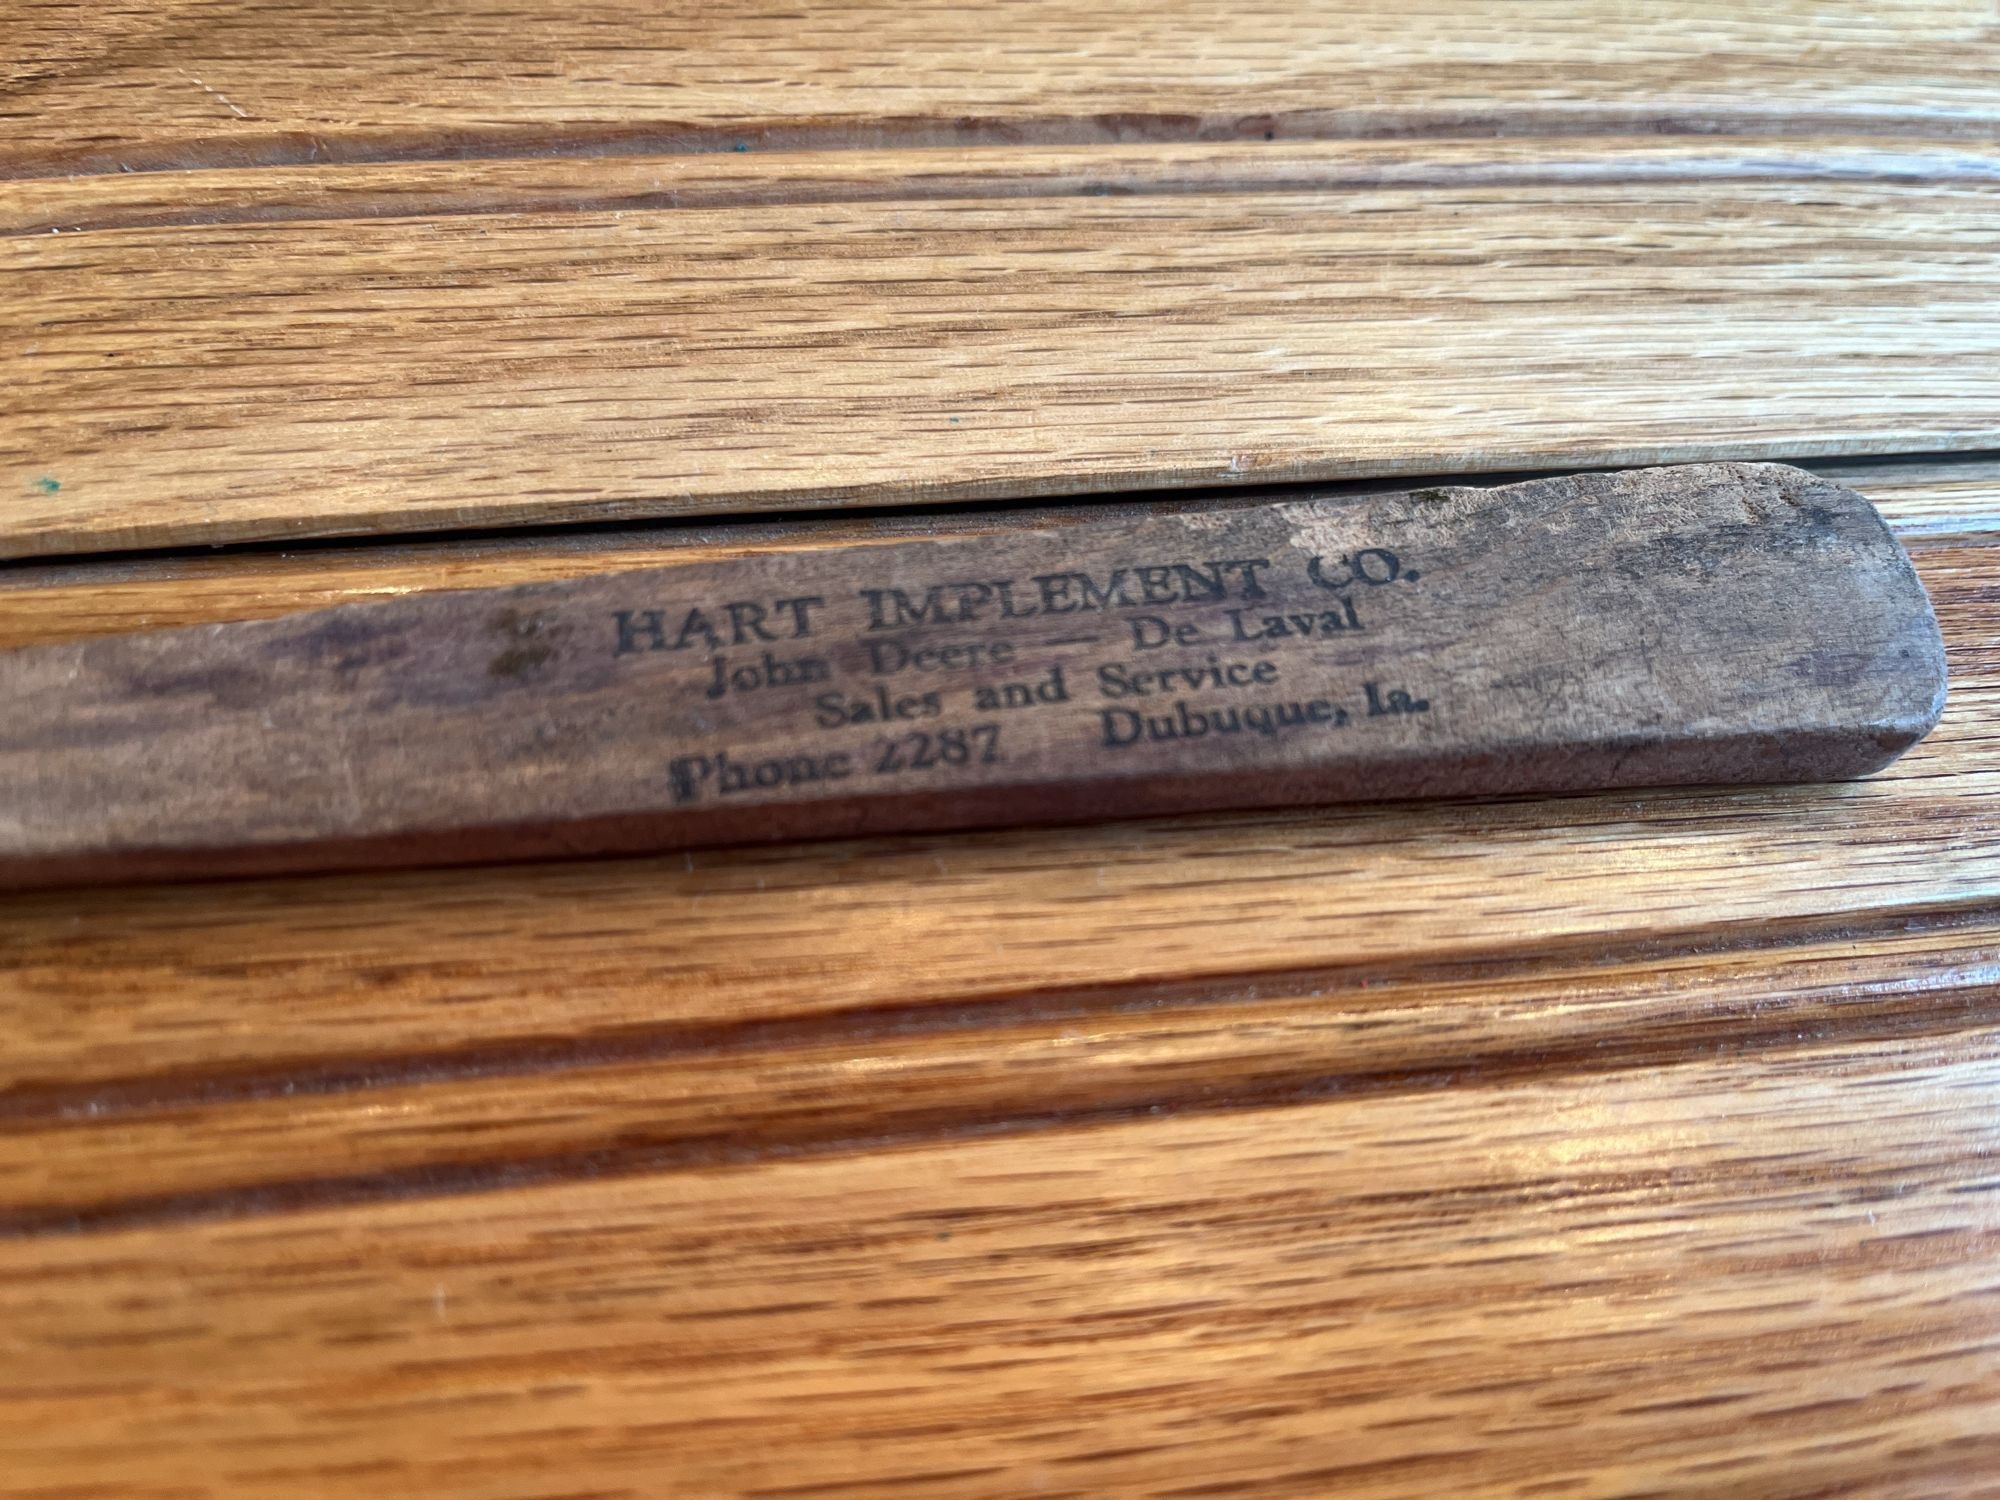 HART IMPLEMENT CO.
John Deere — De Laval
Sales and Service
Phone 2287 Dubuque, Ia.